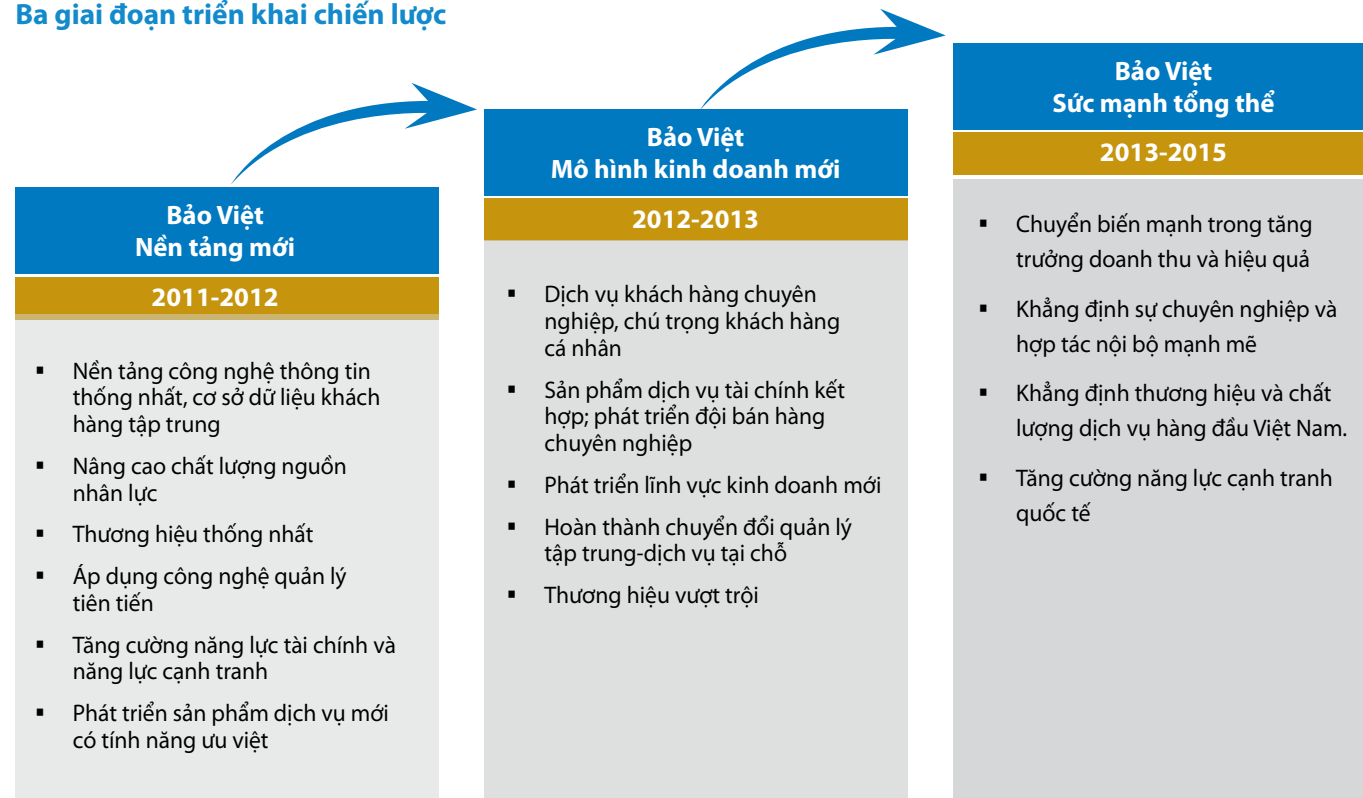 Ba giai đoạn triển khai chiến lược
Bảo Việt
Nền tảng mới
2011-2012
▪ Nền tảng công nghệ thông tin
thống nhất, cơ sở dữ liệu khách
hàng tập trung
▪ Nâng cao chất lượng nguồn
nhân lực
▪ Thương hiệu thống nhất
▪ Áp dụng công nghệ quản lý
tiên tiến
▪ Tăng cường năng lực tài chính và
năng lực cạnh tranh
▪ Phát triển sản phẩm dịch vụ mới
có tính năng ưu việt
Bảo Việt
Mô hình kinh doanh mới
2012-2013
▪ Dịch vụ khách hàng chuyên
nghiệp, chú trọng khách hàng
cá nhân
▪ Sản phẩm dịch vụ tài chính kết
hợp; phát triển đội bán hàng
chuyên nghiệp
▪ Phát triển lĩnh vực kinh doanh mới
▪ Hoàn thành chuyển đổi quản lý
tập trung-dịch vụ tại chỗ
▪ Thương hiệu vượt trội
Bảo Việt
Sức mạnh tổng thể
2013-2015
▪ Chuyển biến mạnh trong tăng
trưởng doanh thu và hiệu quả
▪ Khẳng định sự chuyên nghiệp và
hợp tác nội bộ mạnh mẽ
▪ Khẳng định thương hiệu và chất
lượng dịch vụ hàng đầu Việt Nam.
▪ Tăng cường năng lực cạnh tranh
quốc tế